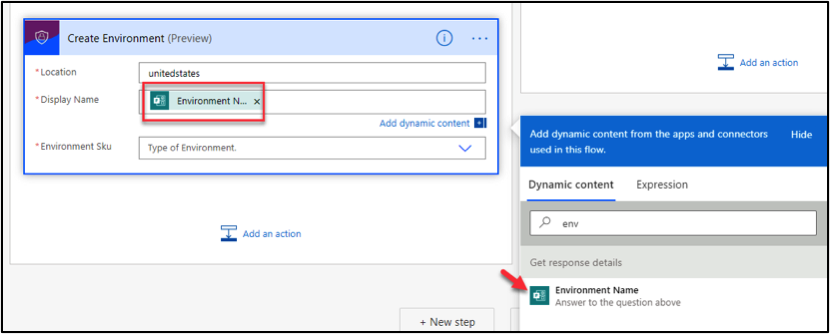 Create Environment (Preview)
*Location
unitedstates
*Display Name
Environment N... ×
Add dynamic content
*Environment Sku
Type of Environment.
Add an action
Add an action
Add dynamic content from the apps and connectors
used in this flow.
Hide
Dynamic content
Expression
env
Get response details
Environment Name
Answer to the question above
+ New step